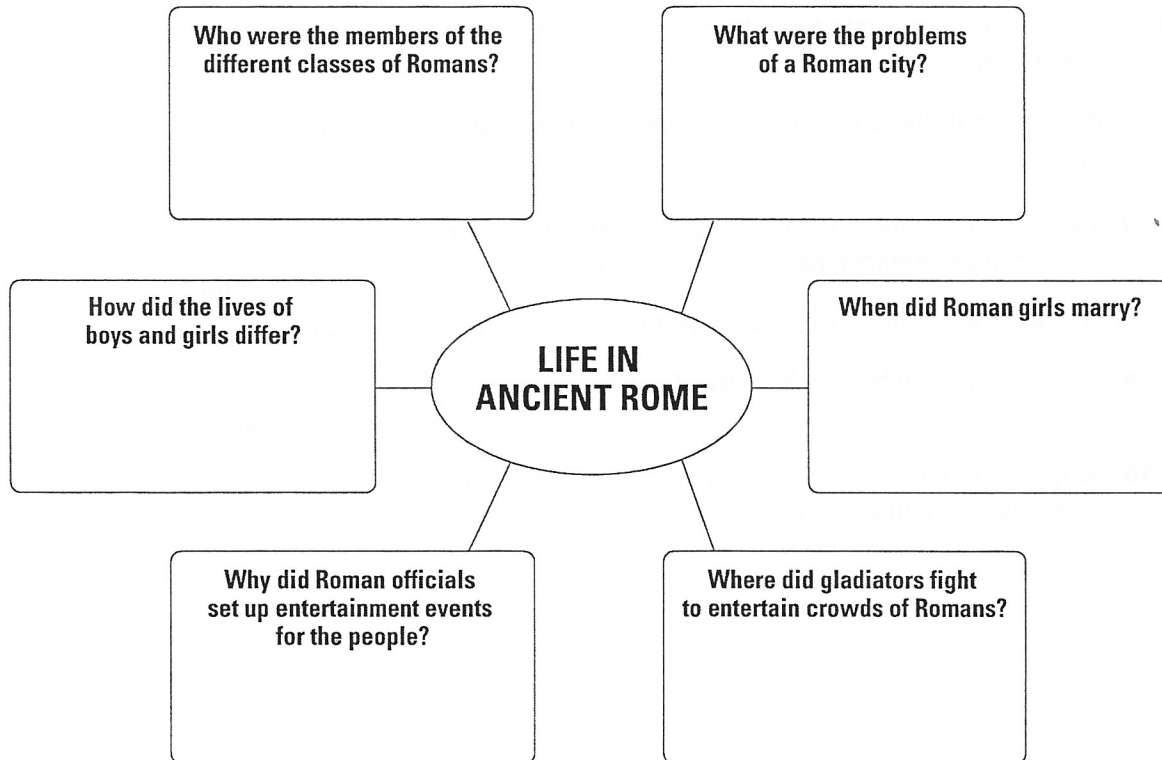 Who were the members of the
different classes of Romans?
What were the problems
of a Roman city?
How did the lives of
boys and girls differ?
LIFE IN
ANCIENT ROME
When did Roman girls marry?
Why did Roman officials
set up entertainment events
for the people?
Where did gladiators fight
to entertain crowds of Romans?